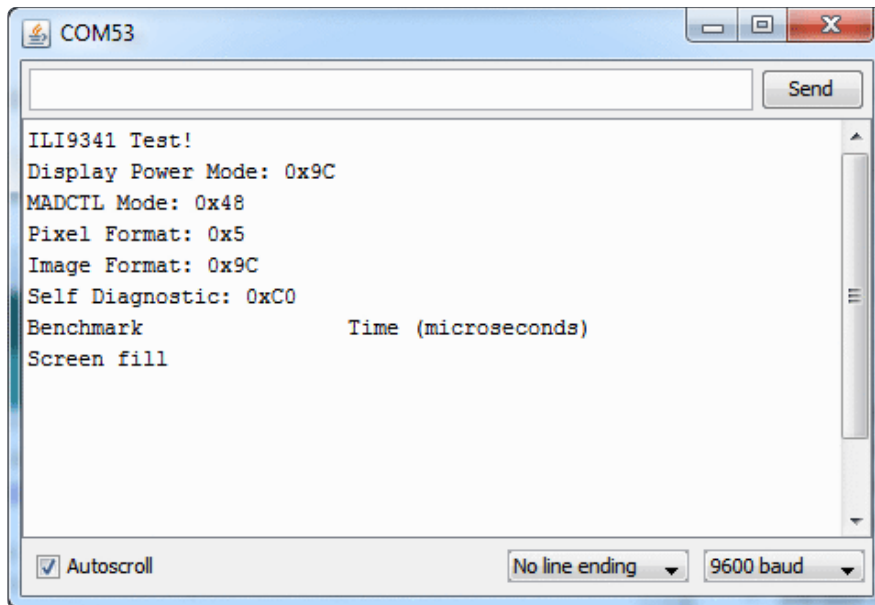 COM53
Send
ILI9341 Test!
Display Power Mode: 0x9C
MADCTL Mode: 0x48
Pixel Format: 0x5
Image Format: 0x9C
Self Diagnostic: 0xC0
Benchmark                Time (microseconds)
Screen fill
Autoscroll No line ending 9600 baud